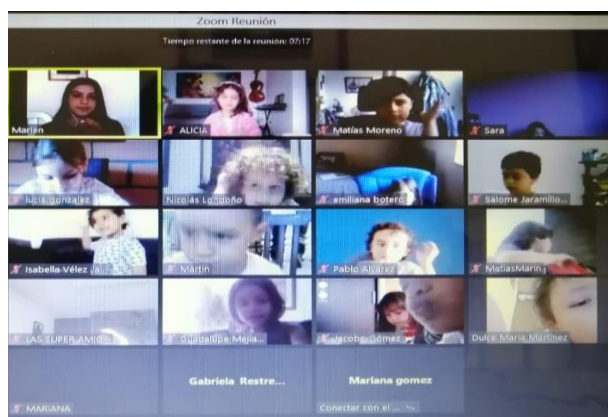 Zoom Reunión
Tiempo restante de la reunion: 07:17
Marien
ALICIA
Matías Moreno
Sara
lucia gonzalez
Nicolás Londoño
emiliana botero
Salome Jaramillo...
Isabella Vélez
Martin
Pablo Alvarez
MatiasMarin
LAS SUPER AMIG...
Guadalupe Mejia...
Jacobo Gómez
Dulce Maria Martinez
Gabriela Restre...
Mariana gomez
MARIANA
Conectar con el ...